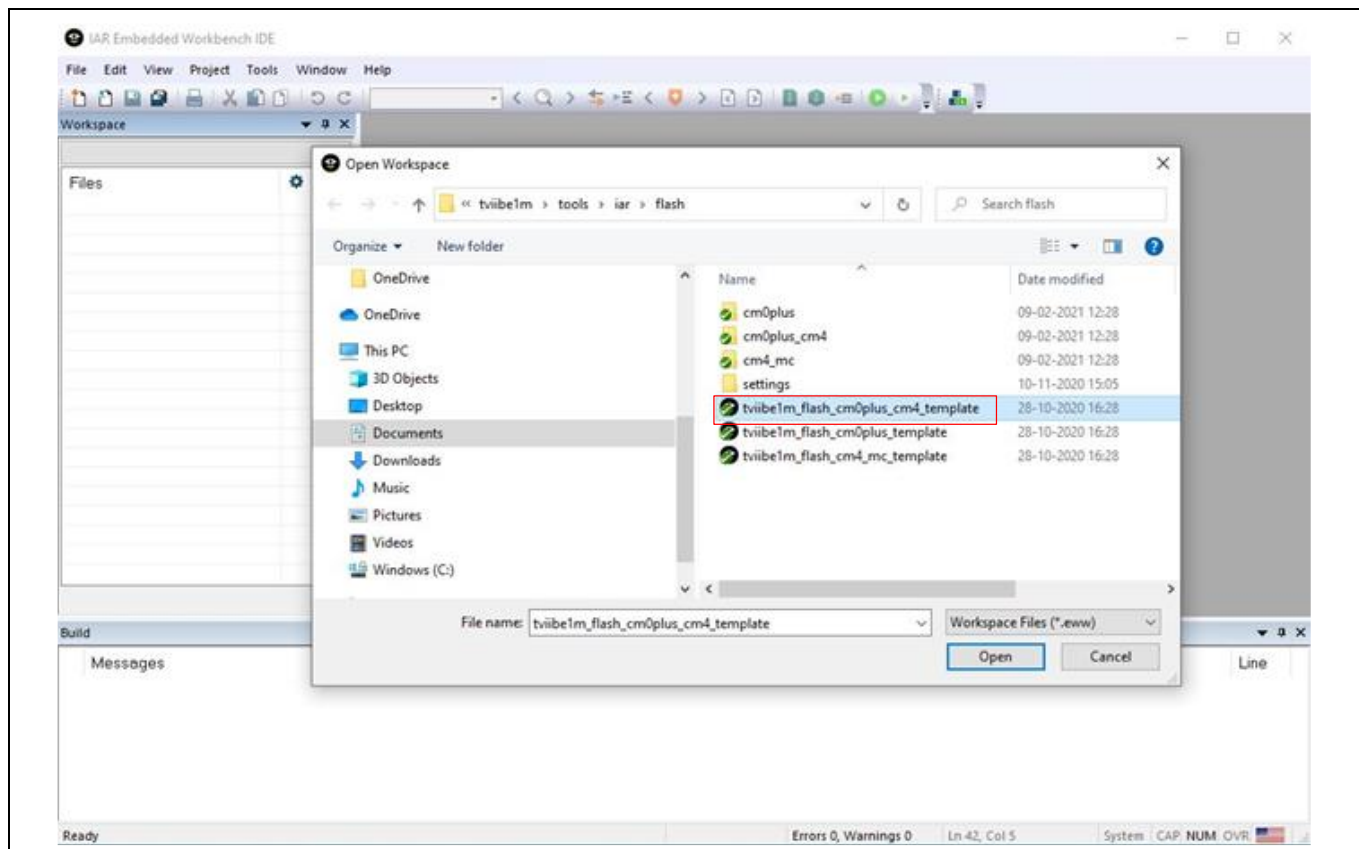 IAR Embedded Workbench IDE
File Edit View Project Tools Window Help
Workspace
Files
Open Workspace
« tviibe1m › tools › iar › flash
Search flash
Organize
New folder
Name
Date modified
OneDrive
OneDrive
This PC
3D Objects
Desktop
Documents
Downloads
Music
Pictures
Videos
Windows (C:)
cm0plus 09-02-2021 12:28
cm0plus_cm4 09-02-2021 12:28
cm4_mc 09-02-2021 12:28
settings 10-11-2020 15:05
tviibe1m_flash_cm0plus_cm4_template 28-10-2020 16:28
tviibe1m_flash_cm0plus_template 28-10-2020 16:28
tviibe1m_flash_cm4_mc_template 28-10-2020 16:28
File name: tviibe1m_flash_cm0plus_cm4_template
Workspace Files (*.eww)
Open Cancel
Build
Messages
Line
Ready
Errors 0, Warnings 0
Ln 42, Col 5
System CAP NUM OVR